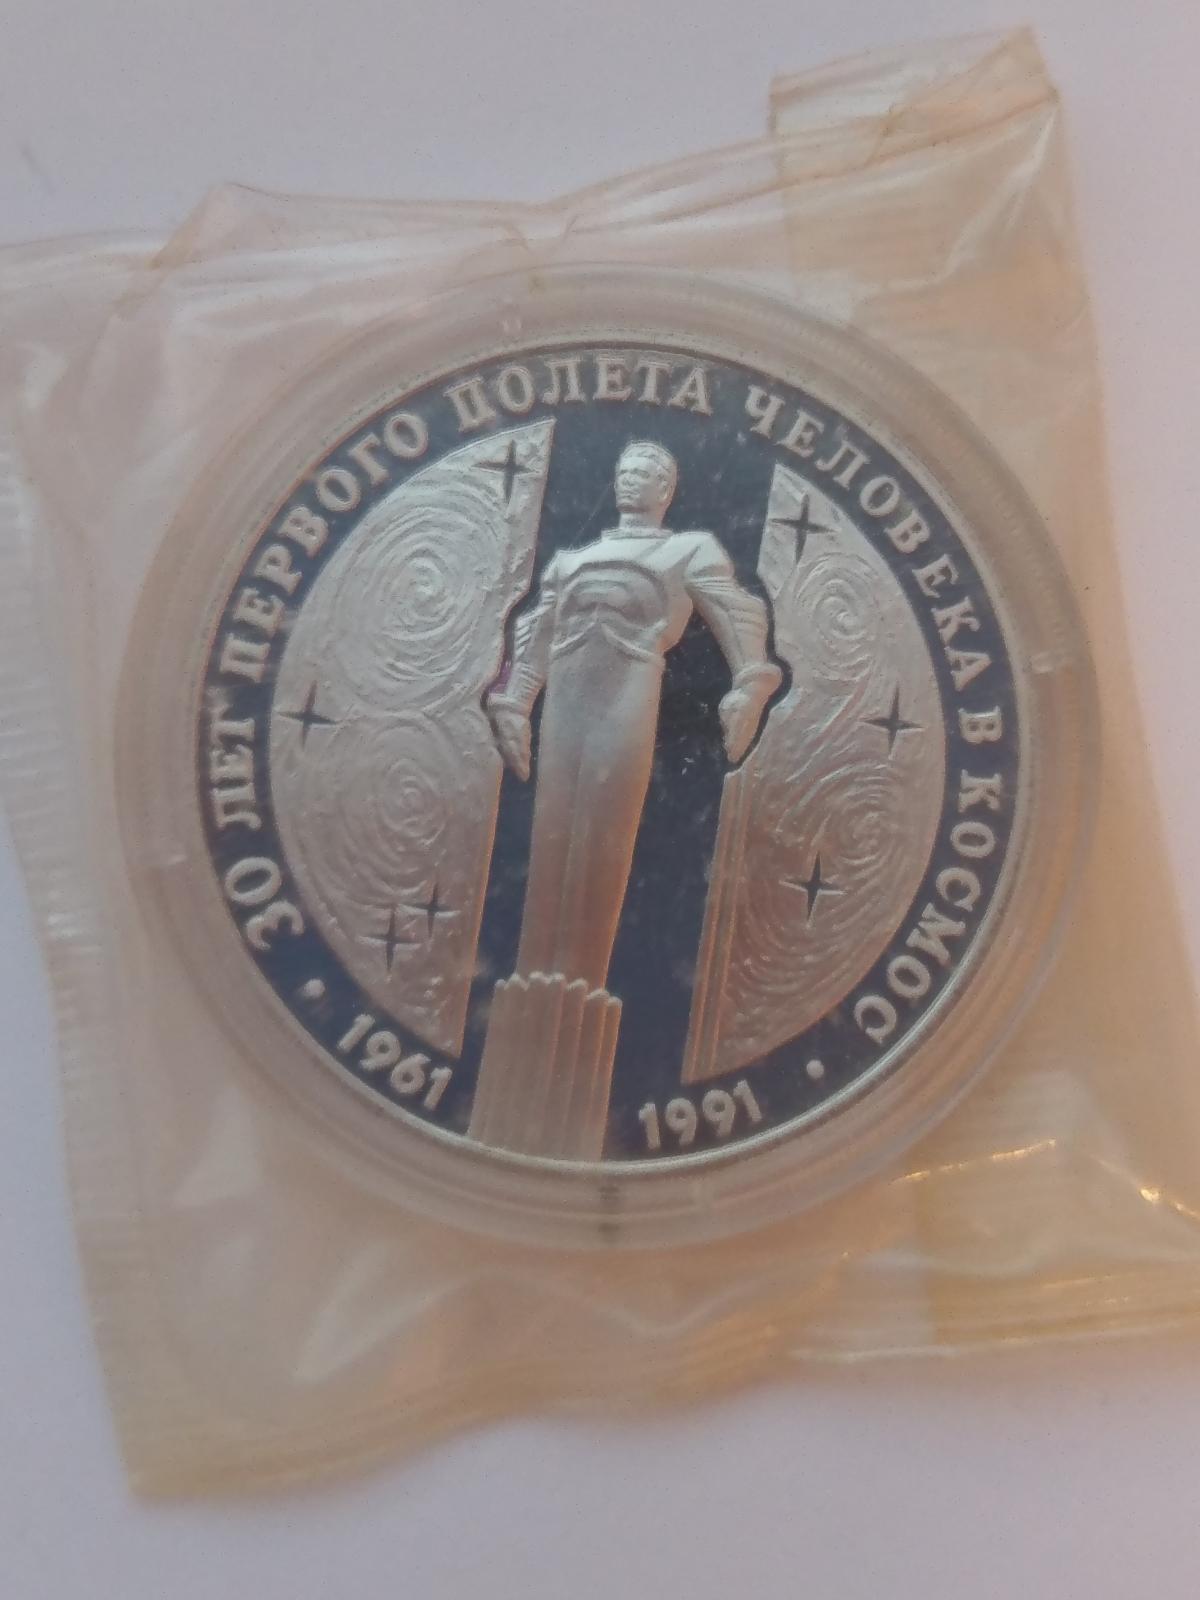 30 ЛЕТ ПЕРВОГО ПОЛЕТА ЧЕЛОВЕКА В КОСМОС
• 1961 1991 •